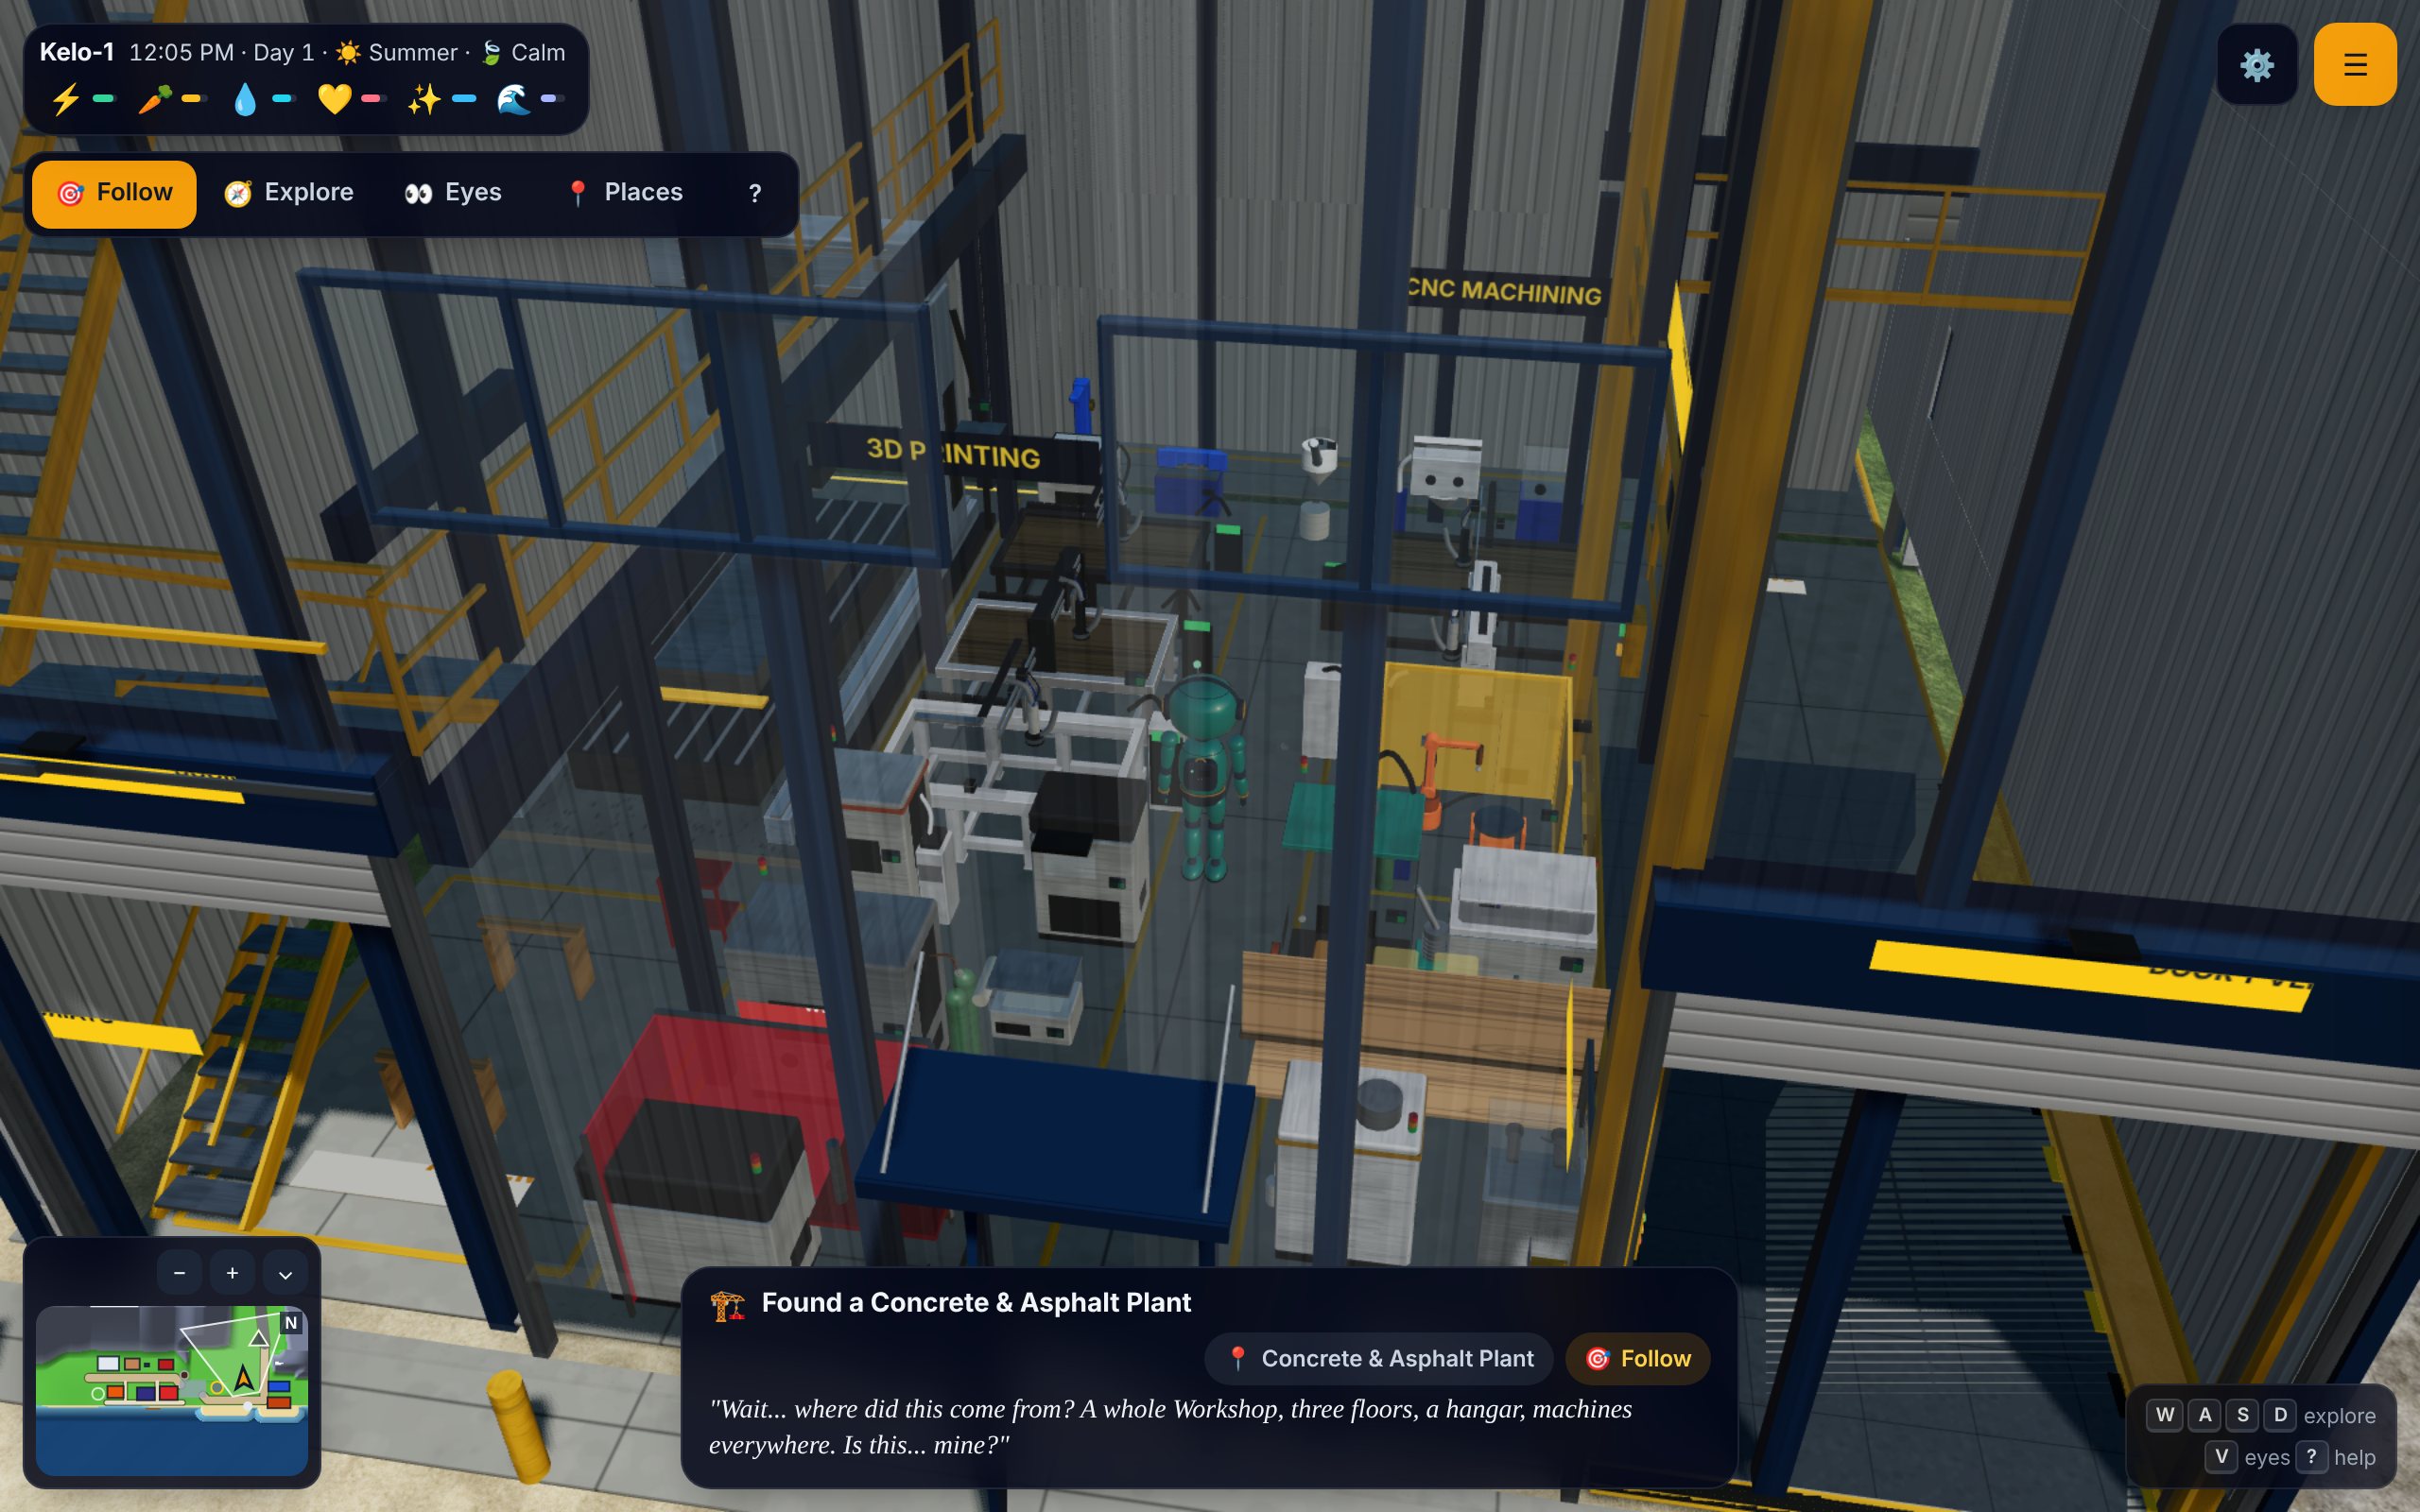 Kelo-1 12:05 PM · Day 1 · Summer · Calm
Follow Explore Eyes Places ?
CNC MACHINING
3D PRINTING
N
Found a Concrete & Asphalt Plant
Concrete & Asphalt Plant Follow
"Wait... where did this come from? A whole Workshop, three floors, a hangar, machines
everywhere. Is this... mine?"
W A S D explore
V eyes ? help